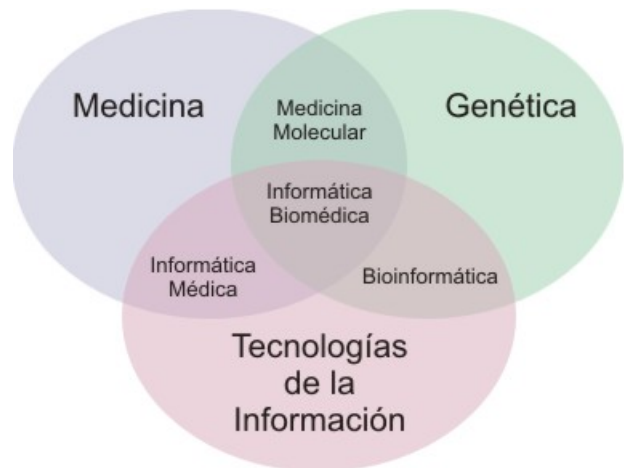 Medicina
Genética
Medicina
Molecular
Informática
Biomédica
Informática
Médica
Bioinformática
Tecnologías
de la
Información